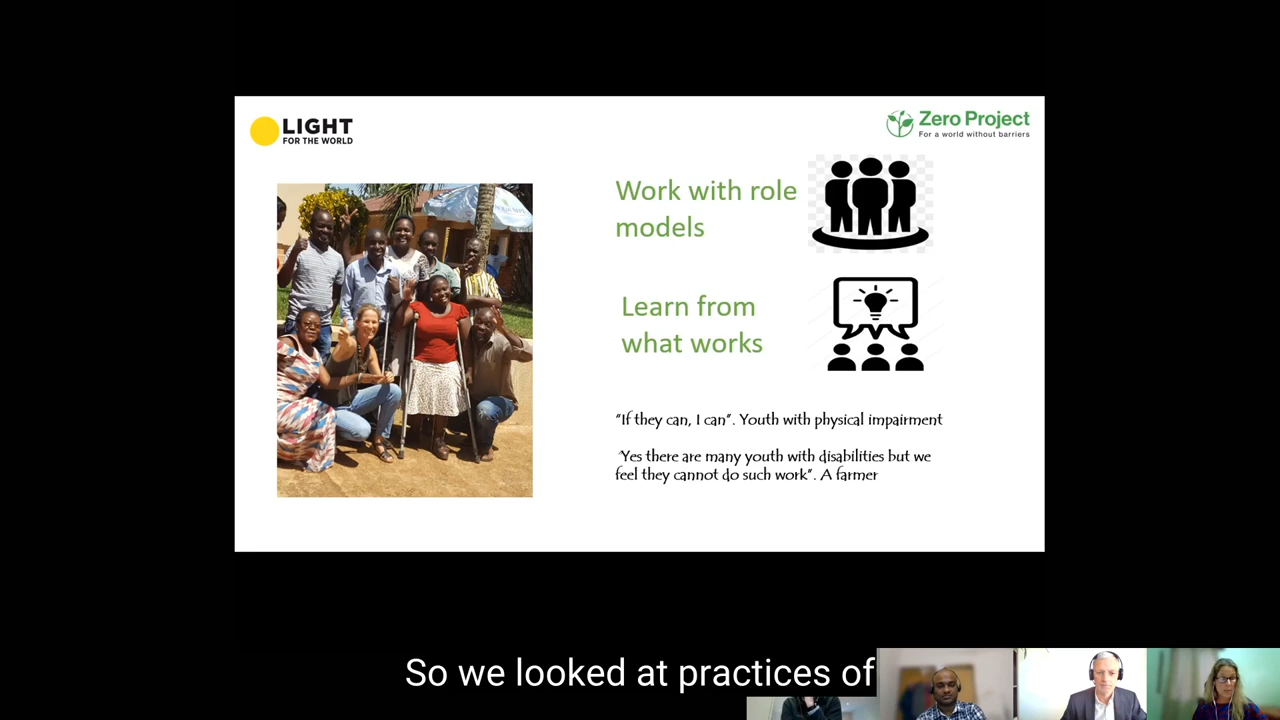 LIGHT
FOR THE WORLD
Zero Project
For a world without barriers
Work with role
models
Learn from
what works
"If they can, I can". Youth with physical impairment
"Yes there are many youth with disabilities but we
feel they cannot do such work". A farmer
So we looked at practices of